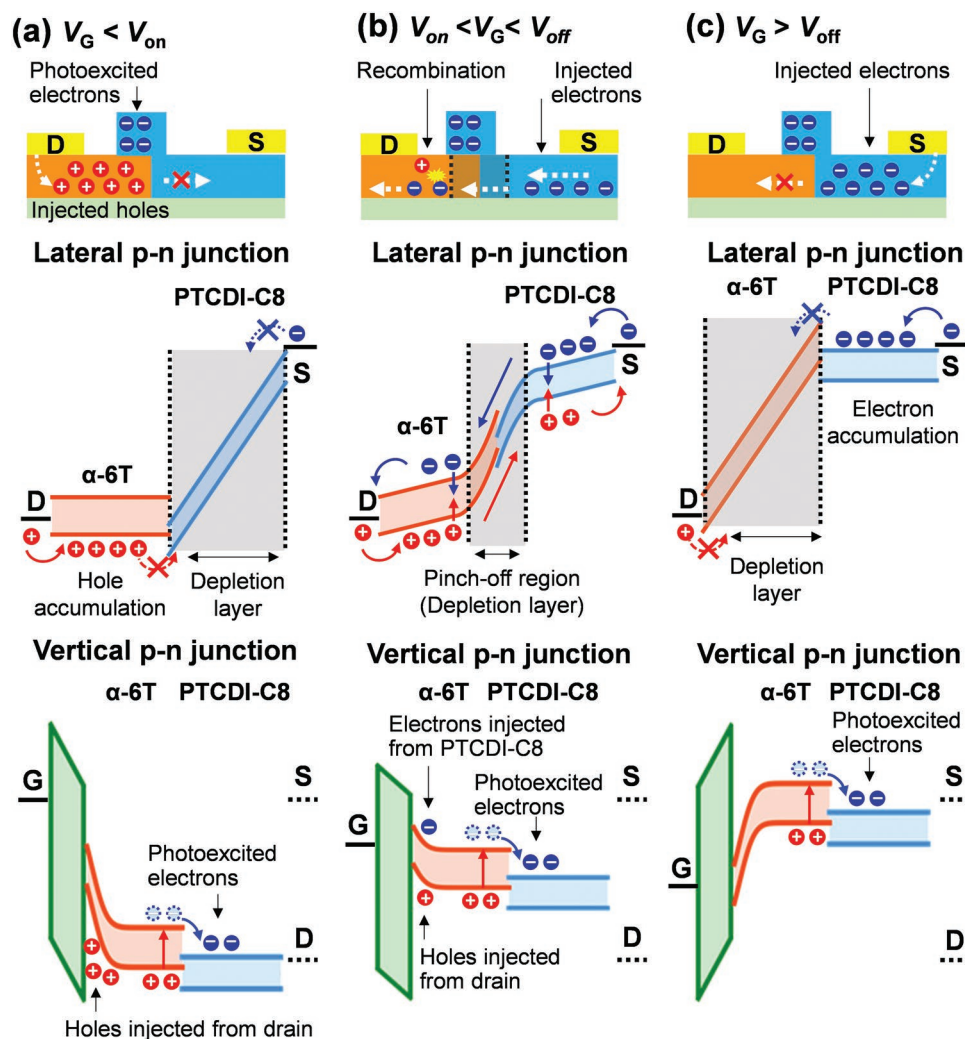 (a) V_G < V_on
Photoexcited
electrons
D
S
Injected holes
Lateral p-n junction
PTCDI-C8
S
α-6T
D
Hole
accumulation
Depletion
layer
Vertical p-n junction
α-6T PTCDI-C8
G
S
Photoexcited
electrons
D
Holes injected from drain
(b) V_on <V_G< V_off
Recombination
Injected
electrons
D
S
Lateral p-n junction
PTCDI-C8
S
α-6T
D
Pinch-off region
(Depletion layer)
Vertical p-n junction
α-6T PTCDI-C8
Electrons injected
from PTCDI-C8
Photoexcited
electrons
S
G
D
Holes injected
from drain
(c) V_G > V_off
Injected electrons
D
S
Lateral p-n junction
α-6T PTCDI-C8
S
Electron
accumulation
D
Depletion
layer
Vertical p-n junction
α-6T PTCDI-C8
Photoexcited
electrons
S
G
D